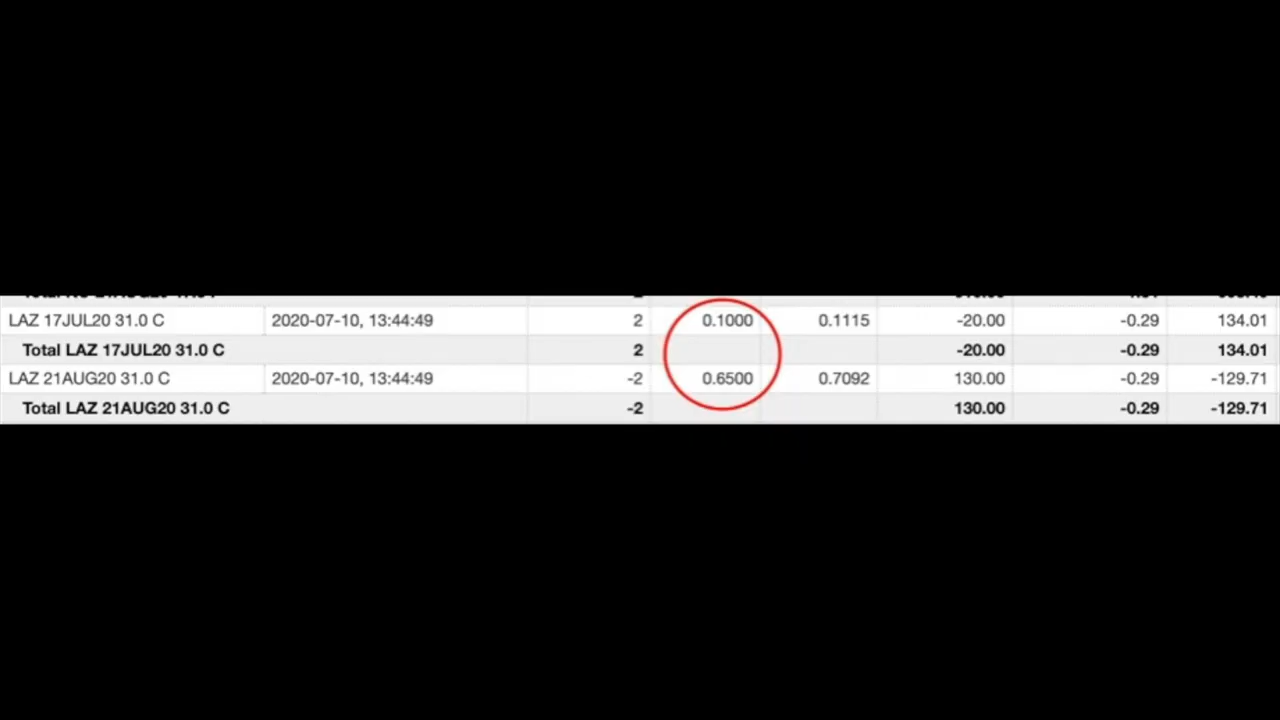 LAZ 17JUL20 31.0 C 2020-07-10, 13:44:49 2 0.1000 0.1115 -20.00 -0.29 134.01
Total LAZ 17JUL20 31.0 C 2 -20.00 -0.29 134.01
LAZ 21AUG20 31.0 C 2020-07-10, 13:44:49 -2 0.6500 0.7092 130.00 -0.29 -129.71
Total LAZ 21AUG20 31.0 C -2 130.00 -0.29 -129.71